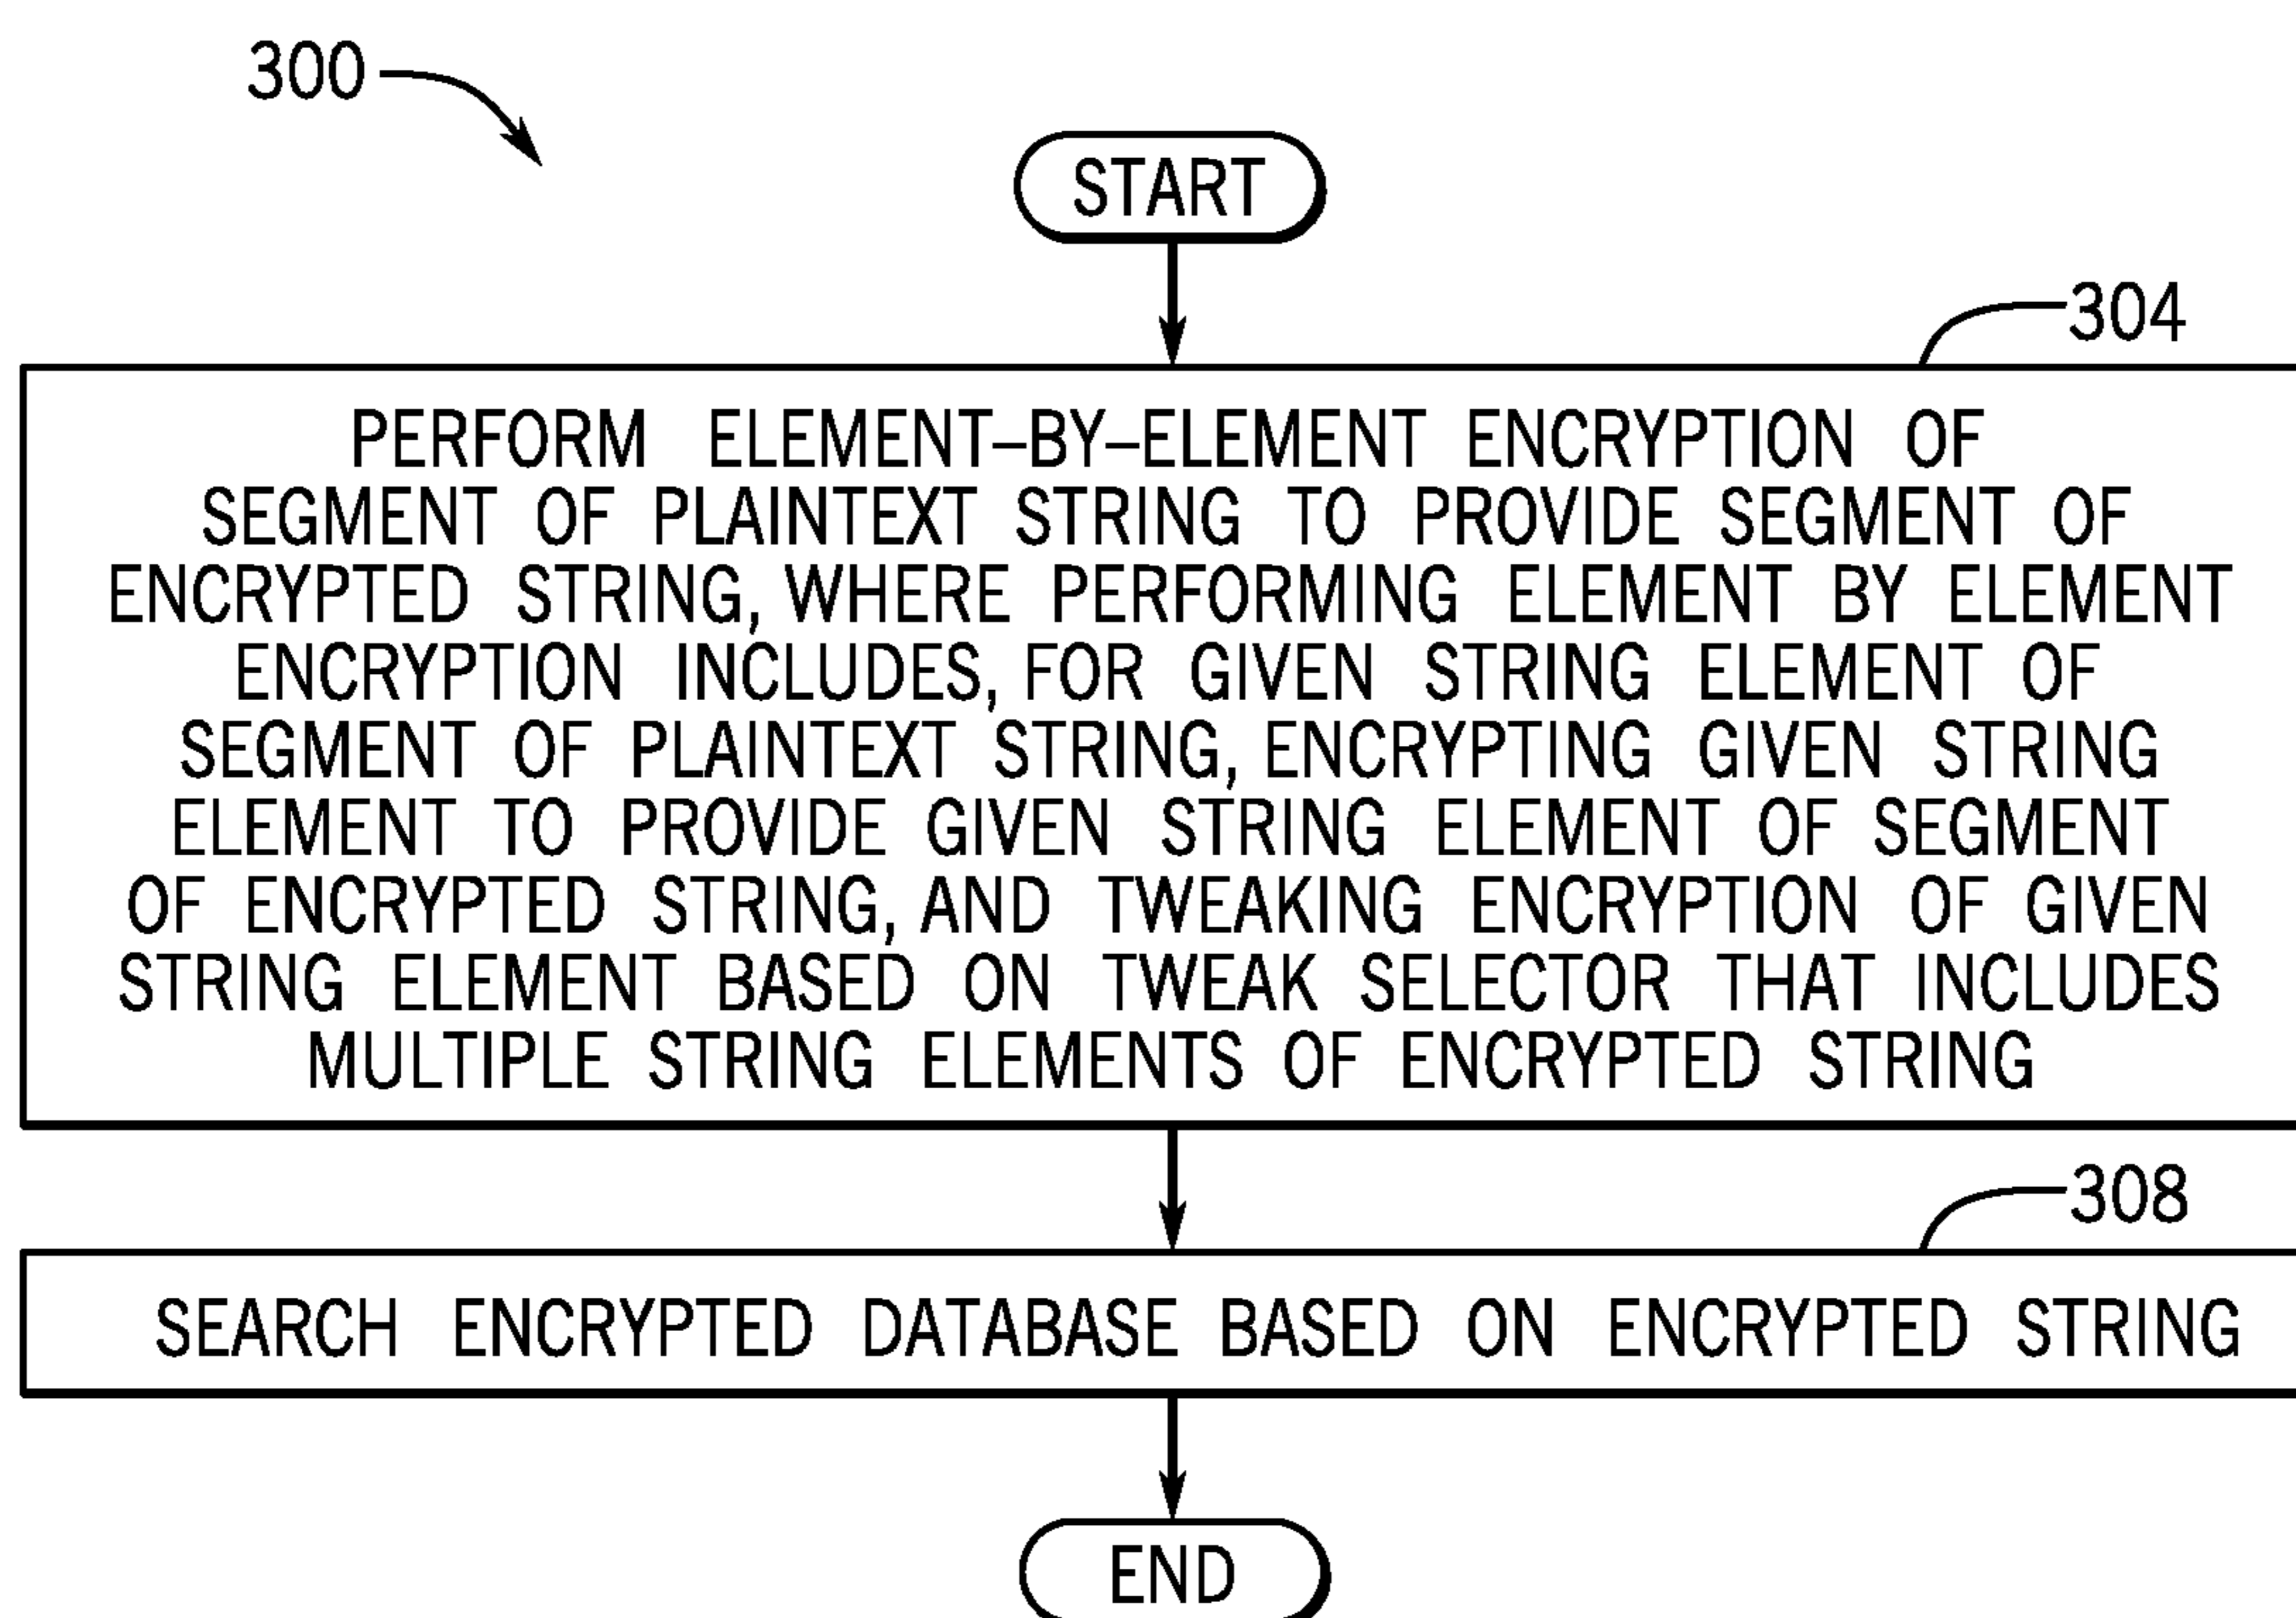 300
START
304
PERFORM ELEMENT-BY-ELEMENT ENCRYPTION OF
SEGMENT OF PLAINTEXT STRING TO PROVIDE SEGMENT OF
ENCRYPTED STRING, WHERE PERFORMING ELEMENT BY ELEMENT
ENCRYPTION INCLUDES, FOR GIVEN STRING ELEMENT OF
SEGMENT OF PLAINTEXT STRING, ENCRYPTING GIVEN STRING
ELEMENT TO PROVIDE GIVEN STRING ELEMENT OF SEGMENT
OF ENCRYPTED STRING, AND TWEAKING ENCRYPTION OF GIVEN
STRING ELEMENT BASED ON TWEAK SELECTOR THAT INCLUDES
MULTIPLE STRING ELEMENTS OF ENCRYPTED STRING
308
SEARCH ENCRYPTED DATABASE BASED ON ENCRYPTED STRING
END